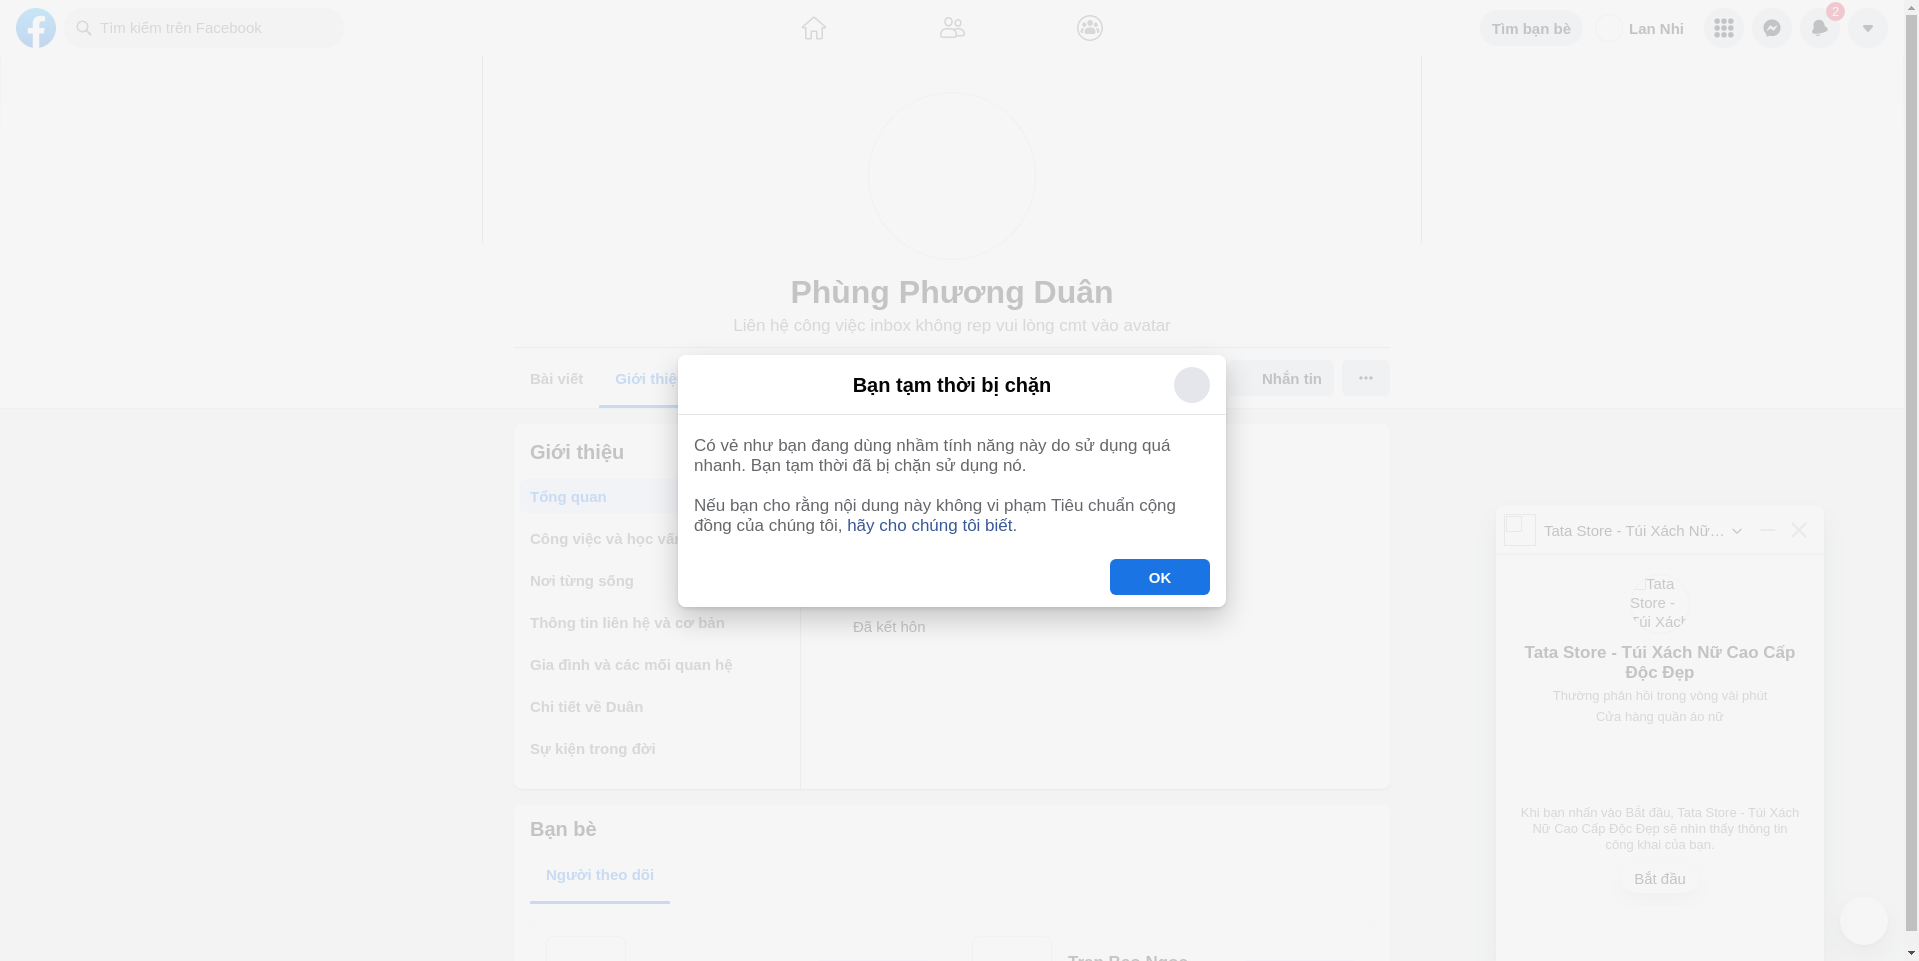 Tìm kiếm trên Facebook
Tìm bạn bè
Lan Nhi
2
Phùng Phương Duân
Liên hệ công việc inbox không rep vui lòng cmt vào avatar
Bài viết
Giới thiệ
Nhắn tin
Bạn tạm thời bị chặn
Có vẻ như bạn đang dùng nhầm tính năng này do sử dụng quá
nhanh. Bạn tạm thời đã bị chặn sử dụng nó.
Nếu bạn cho rằng nội dung này không vi phạm Tiêu chuẩn cộng
đồng của chúng tôi, hãy cho chúng tôi biết.
OK
Giới thiệu
Tổng quan
Công việc và học vấn
Nơi từng sống
Thông tin liên hệ và cơ bản
Gia đình và các mối quan hệ
Chi tiết về Duân
Sự kiện trong đời
Đã kết hôn
Bạn bè
Người theo dõi
Tran Bao Ngoc
Tata Store - Túi Xách Nữ…
Tata
Store -
Túi Xách
Tata Store - Túi Xách Nữ Cao Cấp
Độc Đẹp
Thường phản hồi trong vòng vài phút
Cửa hàng quần áo nữ
Khi bạn nhấn vào Bắt đầu, Tata Store - Túi Xách
Nữ Cao Cấp Độc Đẹp sẽ nhìn thấy thông tin
công khai của bạn.
Bắt đầu